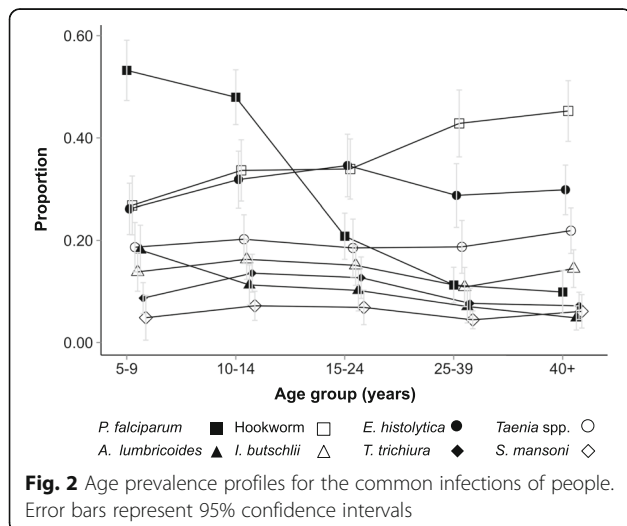 0.60
0.40
0.20
0.00
Proportion
5-9 10-14 15-24 25-39 40+
Age group (years)
P. falciparum Hookworm E. histolytica Taenia spp.
A. lumbricoides I. butschlii T. trichiura S. mansoni
Fig. 2 Age prevalence profiles for the common infections of people.
Error bars represent 95% confidence intervals